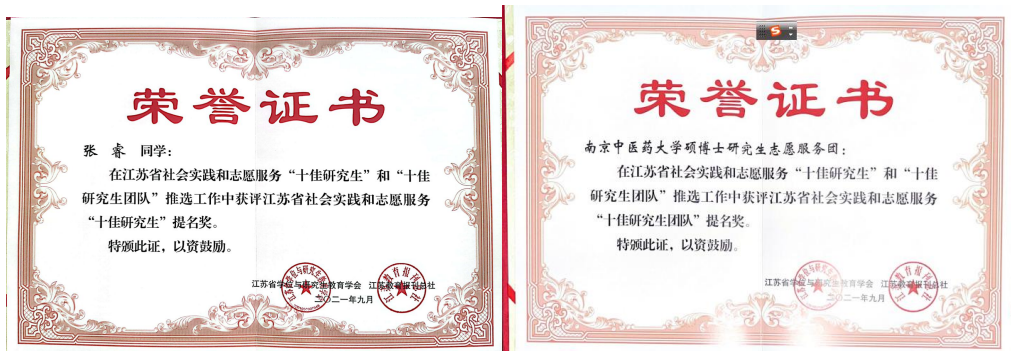 荣誉证书
张 睿 同学：
在江苏省社会实践和志愿服务“十佳研究生”和“十佳
研究生团队”推选工作中获评江苏省社会实践和志愿服务
“十佳研究生”提名奖。
特颁此证，以资鼓励。
江苏省学位与研究生教育学会 江苏教育报刊总社
二〇二一年九月
荣誉证书
南京中医药大学硕博士研究生志愿服务团：
在江苏省社会实践和志愿服务“十佳研究生”和“十佳
研究生团队”推选工作中获评江苏省社会实践和志愿服务
“十佳研究生团队”提名奖。
特颁此证，以资鼓励。
江苏省学位与研究生教育学会 江苏教育报刊总社
二〇二一年九月